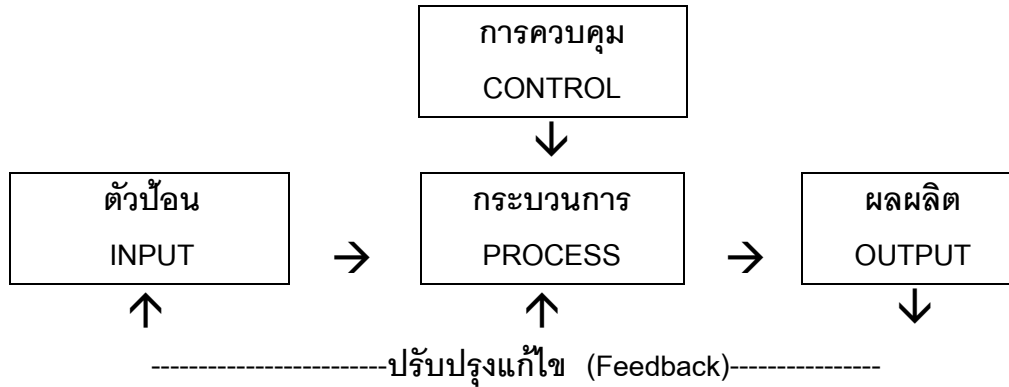 การควบคุม
CONTROL
ตัวป้อน
INPUT
กระบวนการ
PROCESS
ผลผลิต
OUTPUT
ปรับปรุงแก้ไข (Feedback)